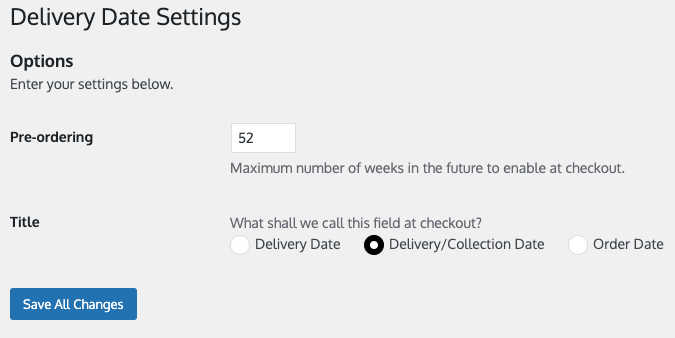 Delivery Date Settings
Options
Enter your settings below.
Pre-ordering
52
Maximum number of weeks in the future to enable at checkout.
Title
What shall we call this field at checkout?
Delivery Date Delivery/Collection Date Order Date
Save All Changes